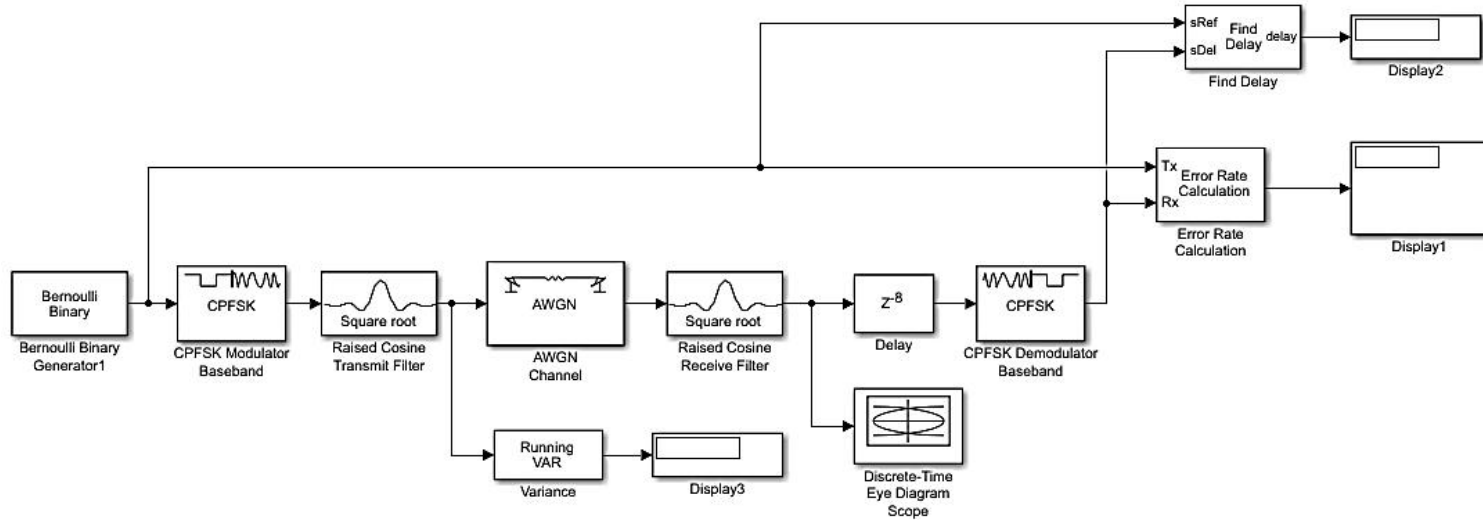 sRef
Find
delay
sDel
Delay
Find Delay
Display2
Tx
Error Rate
Calculation
Rx
Error Rate
Calculation
Display1
Bernoulli
Binary
Bernoulli Binary
Generator1
CPFSK
CPFSK Modulator
Baseband
Square root
Raised Cosine
Transmit Filter
AWGN
AWGN
Channel
Square root
Raised Cosine
Receive Filter
Z-8
Delay
CPFSK
CPFSK Demodulator
Baseband
Running
VAR
Variance
Display3
Discrete-Time
Eye Diagram
Scope